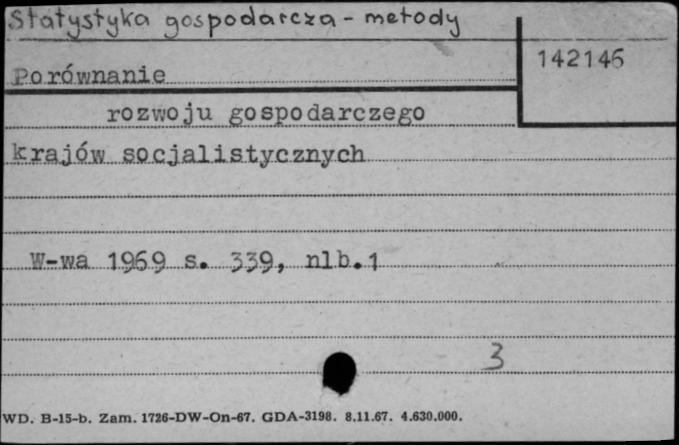 Statystyka gospodarcza - metody
142146
Porównanie
rozwoju gospodarczego
krajów socjalistycznych
W-wa 1969 s. 339, nlb.1
3
WD. B-15-b. Zam. 1726-DW-On-67. GDA-3198. 8.11.67. 4.630.000.